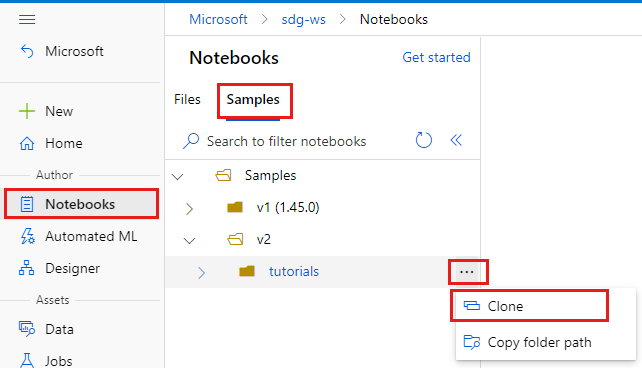 Microsoft > sdg-ws > Notebooks
Microsoft
New
Home
Author
Notebooks
Automated ML
Designer
Assets
Data
Jobs
Notebooks
Get started
Files
Samples
Search to filter notebooks
Samples
v1 (1.45.0)
v2
tutorials
...
Clone
Copy folder path